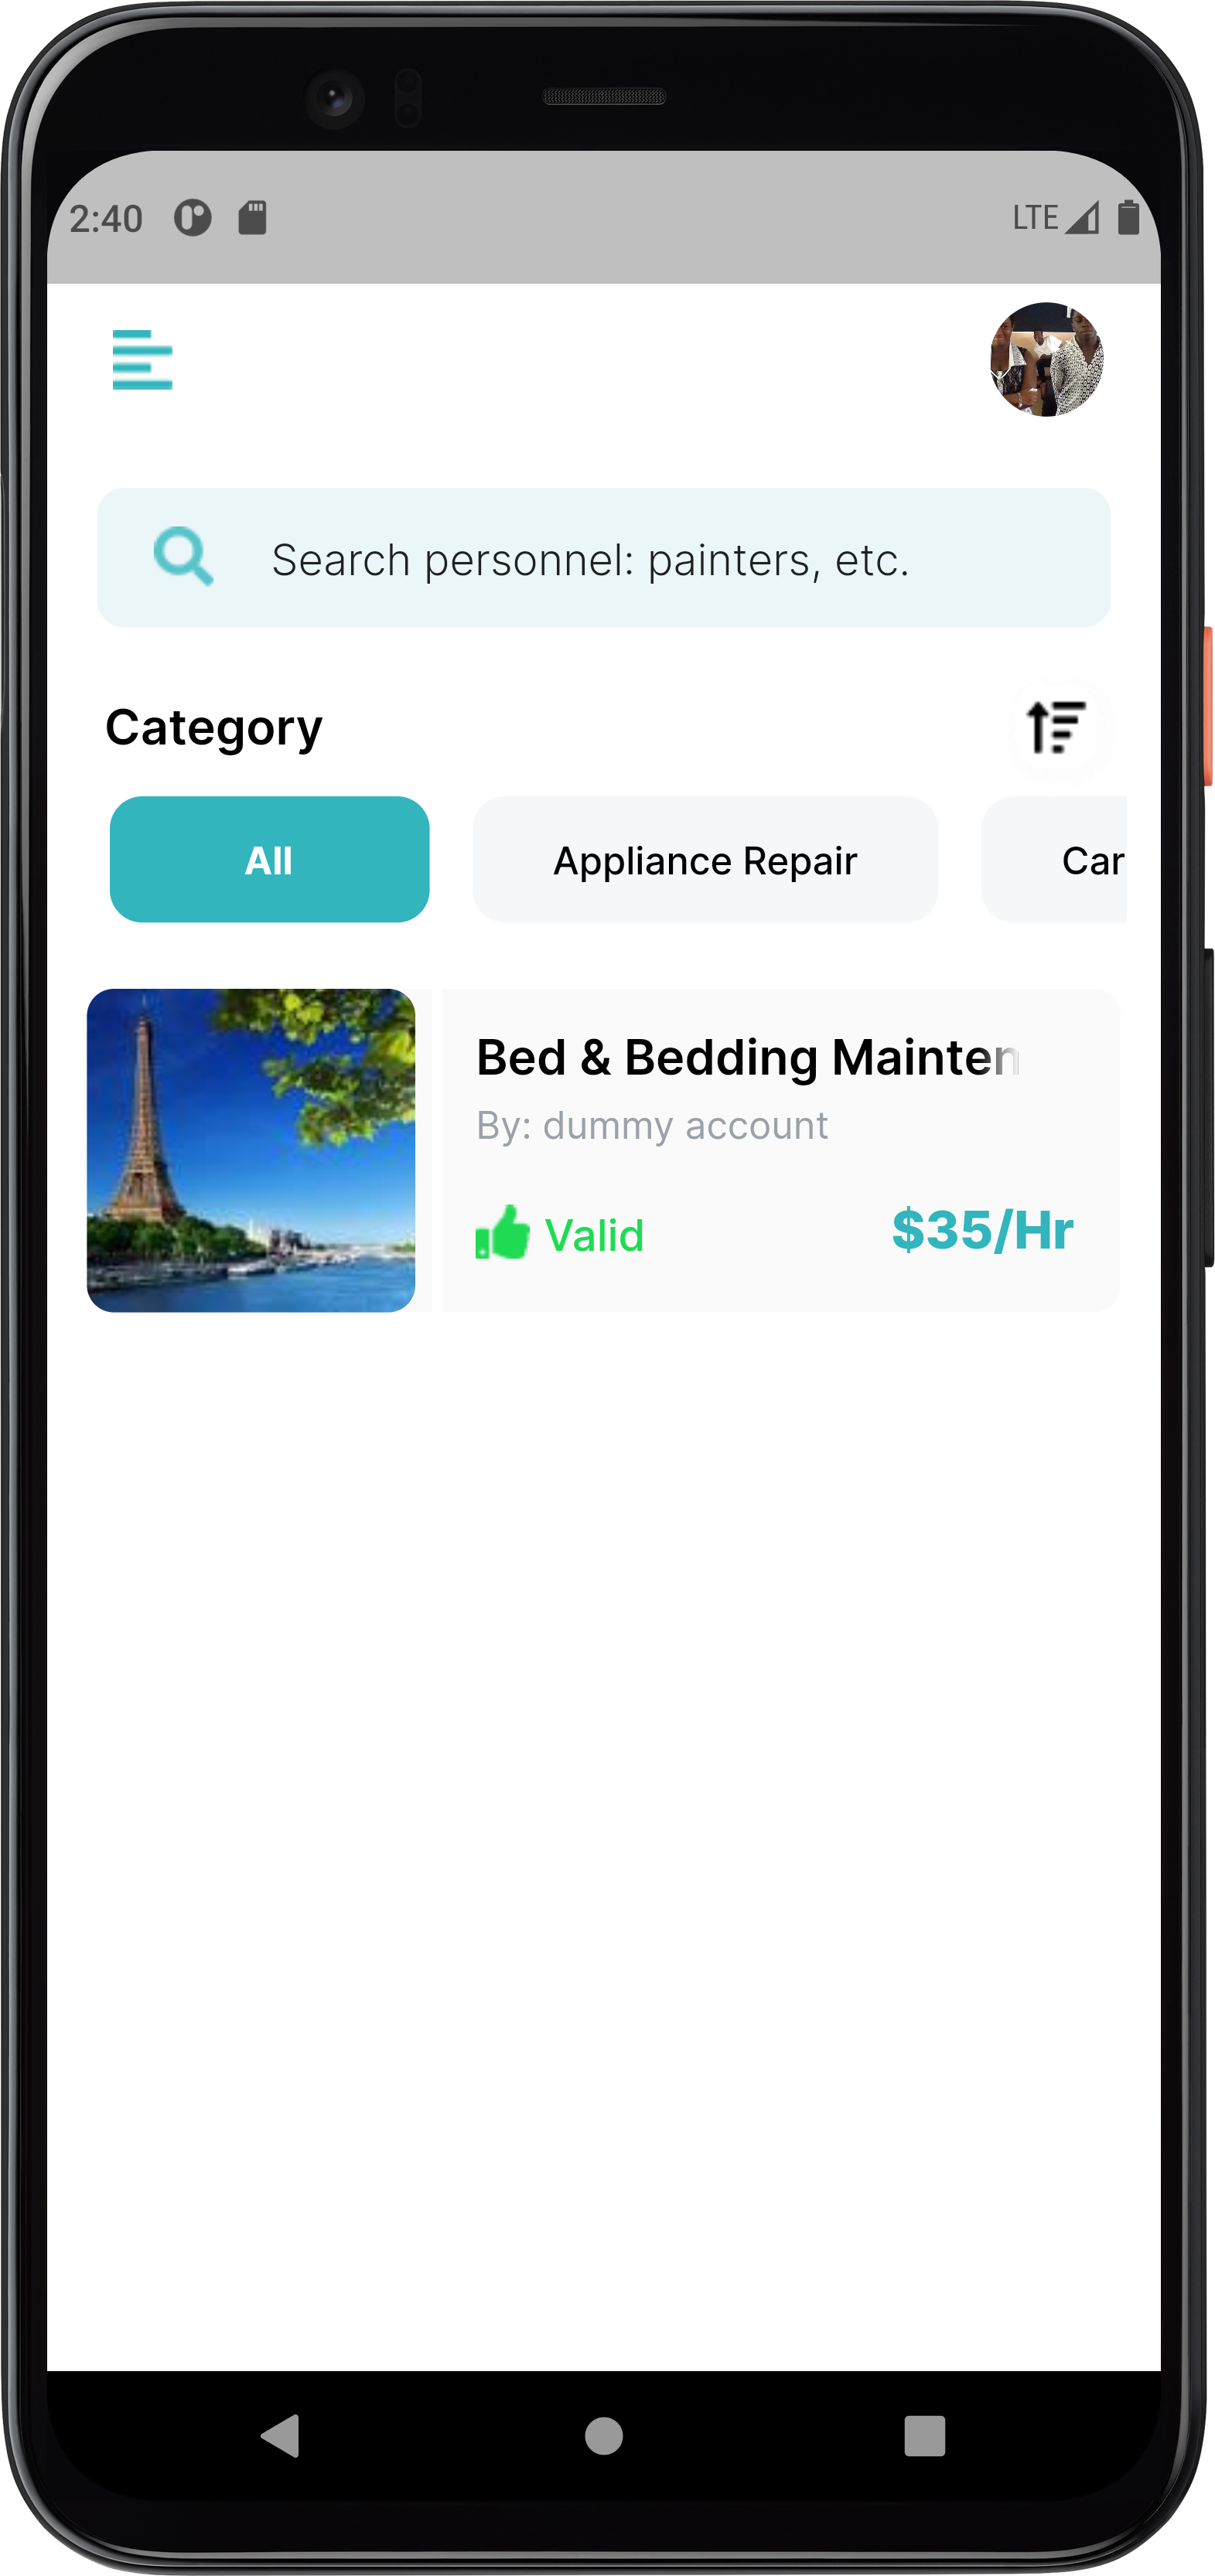 2:40 LTE
Search personnel: painters, etc.
Category
All Appliance Repair Car
Bed & Bedding Mainten
By: dummy account
Valid $35/Hr